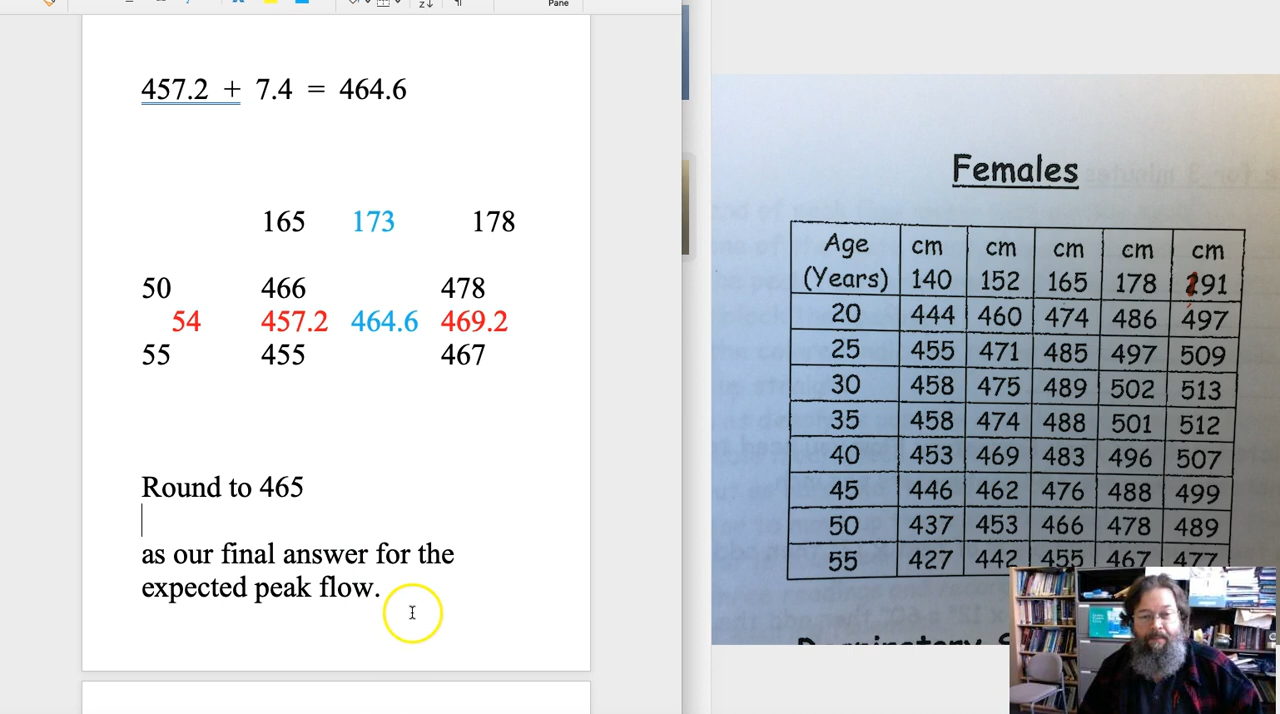 Pane
457.2 + 7.4 = 464.6
165 173 178
50 466 478
54 457.2 464.6 469.2
55 455 467
Round to 465
as our final answer for the
expected peak flow.
Females
Age cm cm cm cm cm
(Years) 140 152 165 178 191
20 444 460 474 486 497
25 455 471 485 497 509
30 458 475 489 502 513
35 458 474 488 501 512
40 453 469 483 496 507
45 446 462 476 488 499
50 437 453 466 478 489
55 427 442 455 467 477